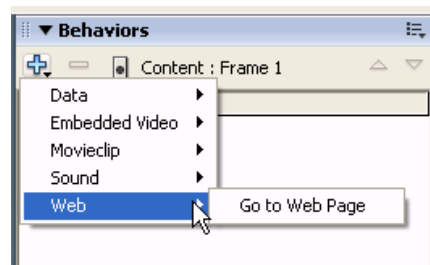 Behaviors
Content : Frame 1
Data
Embedded Video
Movieclip
Sound
Web
Go to Web Page